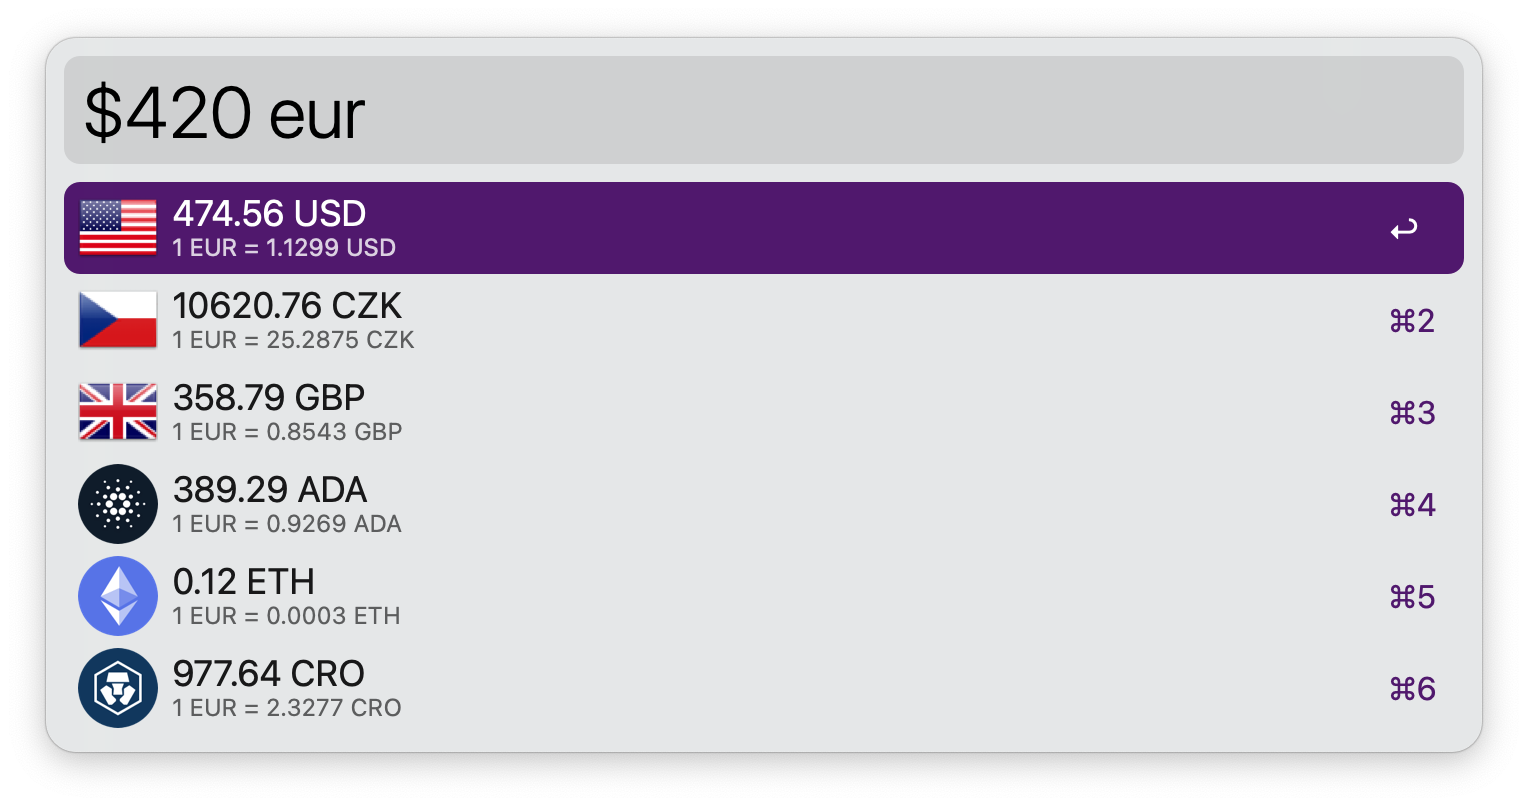 $420 eur
474.56 USD
1 EUR = 1.1299 USD
10620.76 CZK
1 EUR = 25.2875 CZK
⌘2
358.79 GBP
1 EUR = 0.8543 GBP
⌘3
389.29 ADA
1 EUR = 0.9269 ADA
⌘4
0.12 ETH
1 EUR = 0.0003 ETH
⌘5
977.64 CRO
1 EUR = 2.3277 CRO
⌘6